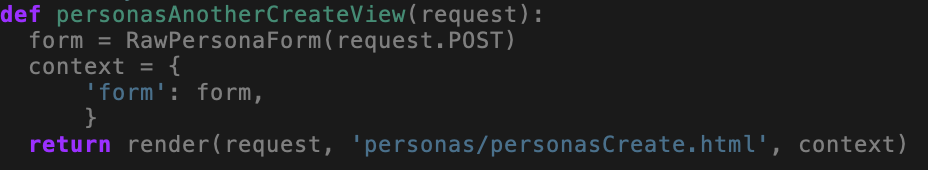 def personasAnotherCreateView(request):
  form = RawPersonaForm(request.POST)
  context = {
      'form': form,
      }
  return render(request, 'personas/personasCreate.html', context)